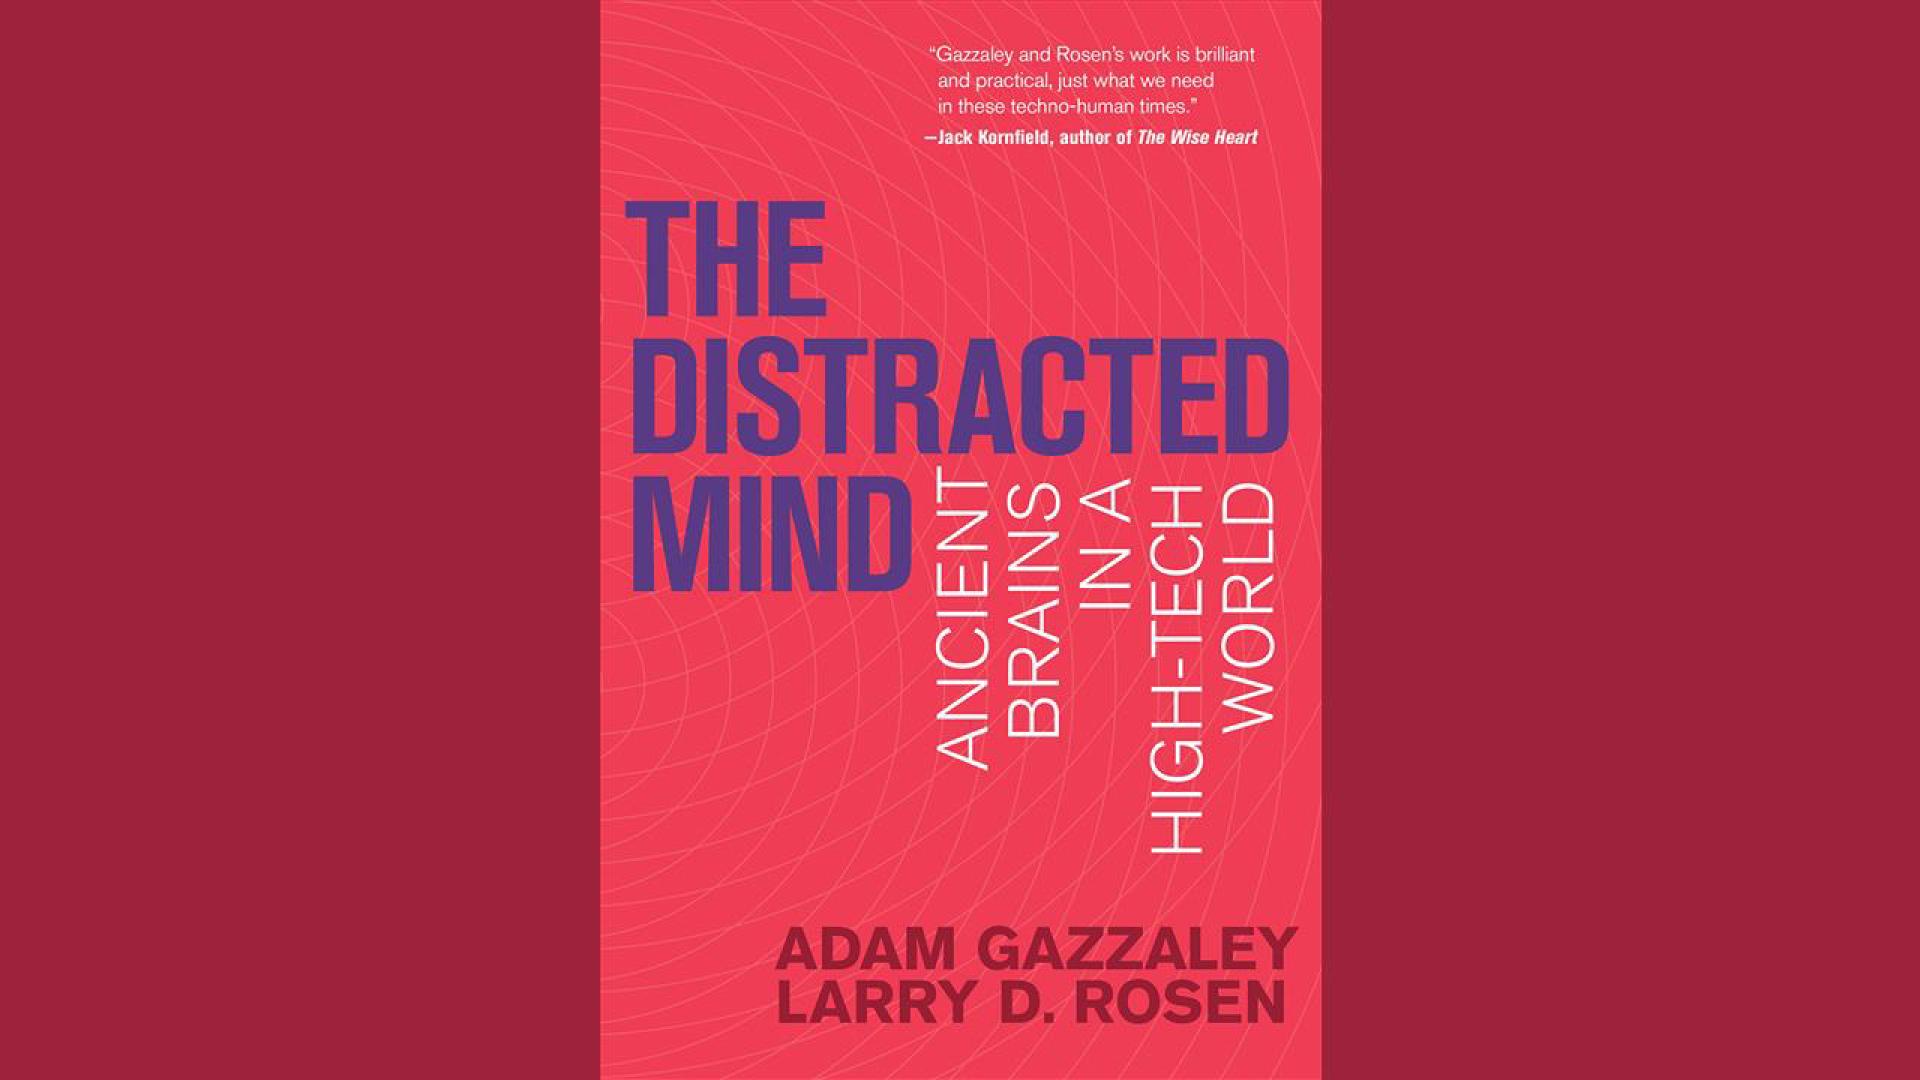 “Gazzaley and Rosen’s work is brilliant
and practical, just what we need
in these techno-human times.”
—Jack Kornfield, author of The Wise Heart
THE
DISTRACTED
MIND
ANCIENT
BRAINS
IN A
HIGH-TECH
WORLD
ADAM GAZZALEY
LARRY D. ROSEN